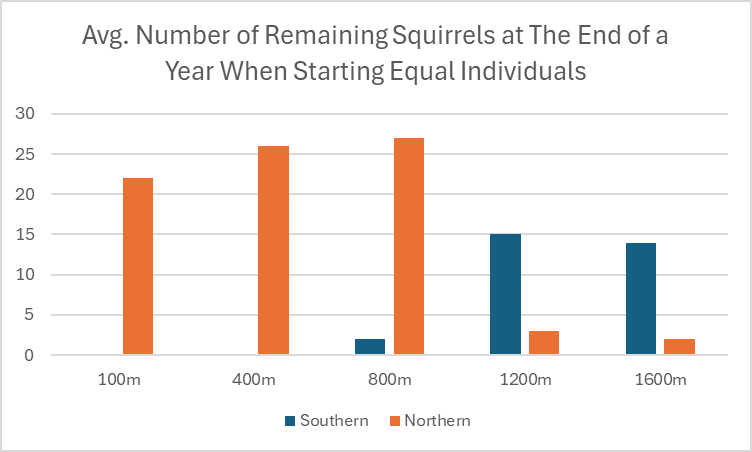 Avg. Number of Remaining Squirrels at The End of a
Year When Starting Equal Individuals
30
25
20
15
10
5
0
100m 400m 800m 1200m 1600m
Southern Northern